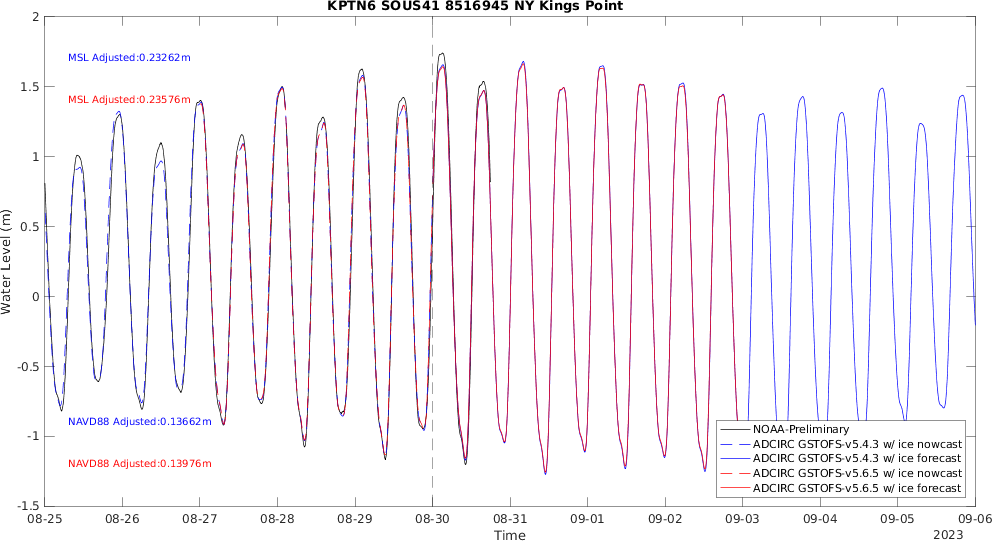 KPTN6 SOUS41 8516945 NY Kings Point
2
1.5
1
0.5
0
-0.5
-1
-1.5
Water Level (m)
MSL Adjusted:0.23262m
MSL Adjusted:0.23576m
NAVD88 Adjusted:0.13662m
NAVD88 Adjusted:0.13976m
NOAA-Preliminary
ADCIRC GSTOFS-v5.4.3 w/ ice nowcast
ADCIRC GSTOFS-v5.4.3 w/ ice forecast
ADCIRC GSTOFS-v5.6.5 w/ ice nowcast
ADCIRC GSTOFS-v5.6.5 w/ ice forecast
08-25 08-26 08-27 08-28 08-29 08-30 08-31 09-01 09-02 09-03 09-04 09-05 09-06
Time
2023